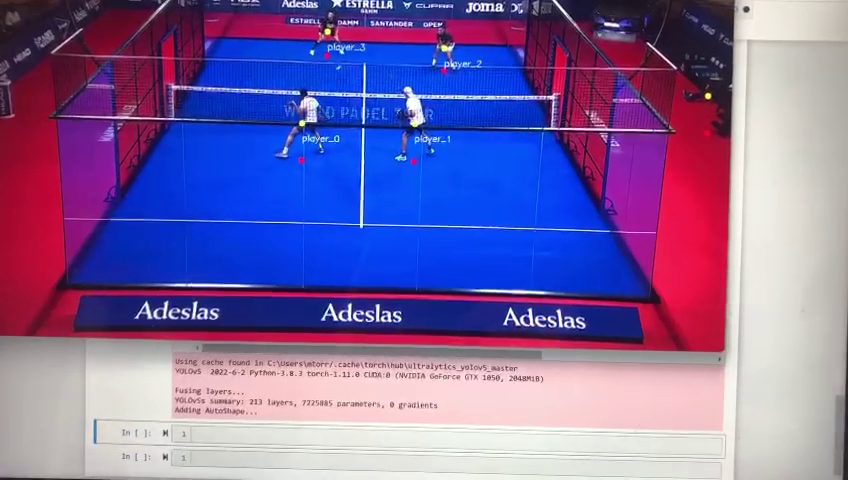 Adeslas
ESTRELLA
DAMM
CUPRA
Joma
ESTRELLA DAMM SANTANDER OPEN
player_3
player_2
WORLD PADEL TOUR
player_0
player_1
Adeslas Adeslas Adeslas
Using cache found in C:\Users\mtorr/.cache\torch\hub\ultralytics_yolov5_master
YOLOv5 2022-6-2 Python-3.8.3 torch-1.11.0 CUDA:0 (NVIDIA GeForce GTX 1050, 2048MiB)
Fusing layers...
YOLOv5s summary: 213 layers, 7225885 parameters, 0 gradients
Adding AutoShape...
In [ ]: 1
In [ ]: 1